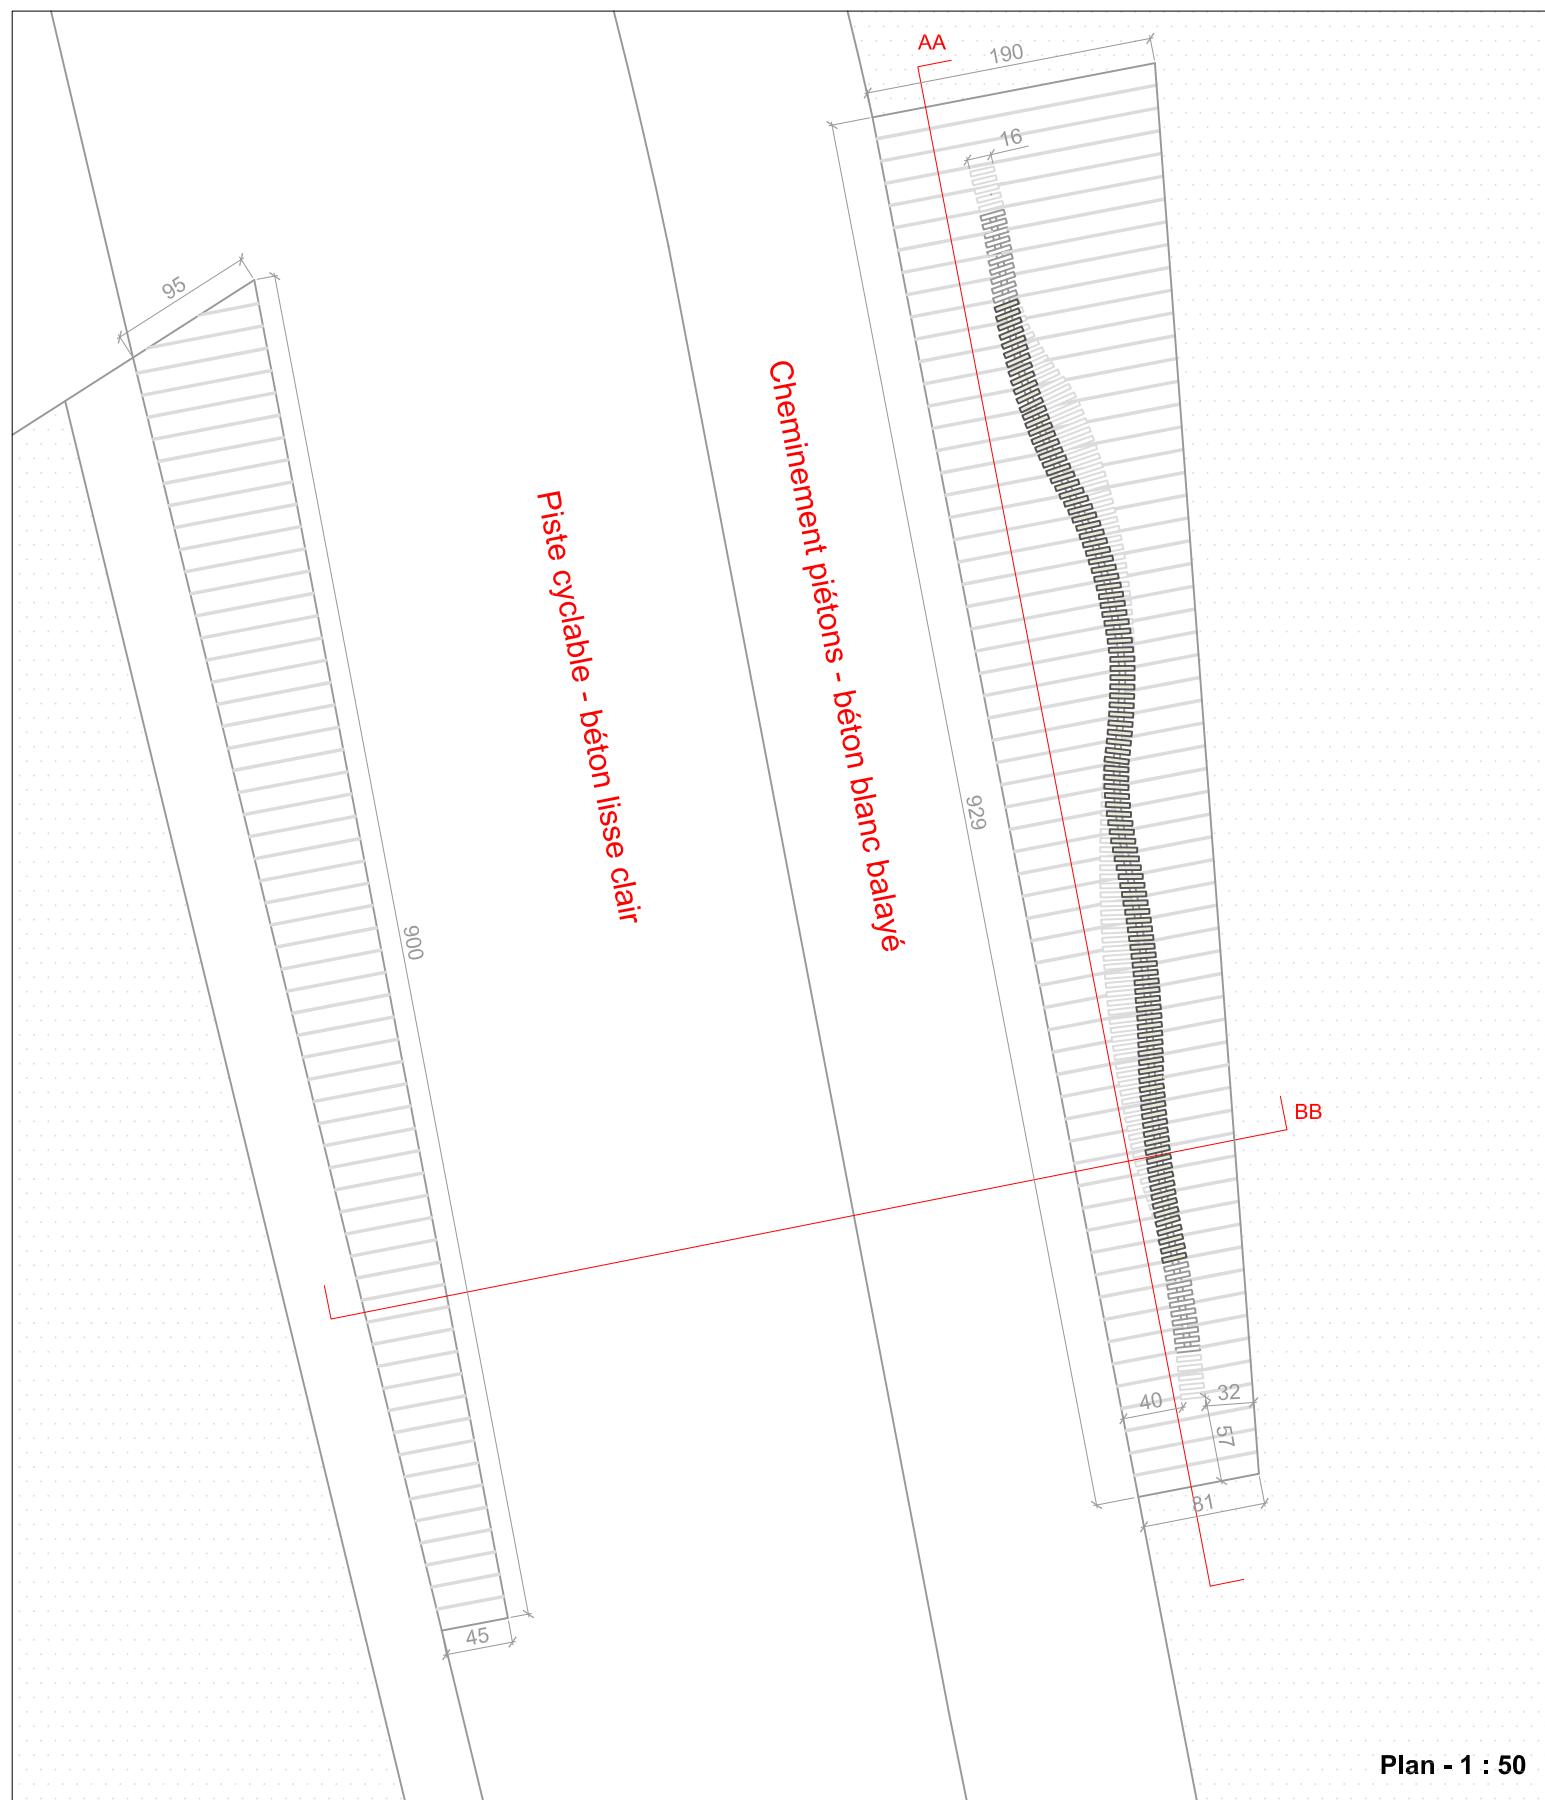 AA
190
16
95
Cheminement piétons - béton blanc balayé
Piste cyclable - béton lisse clair
929
900
BB
40
32
57
81
45
Plan - 1 : 50